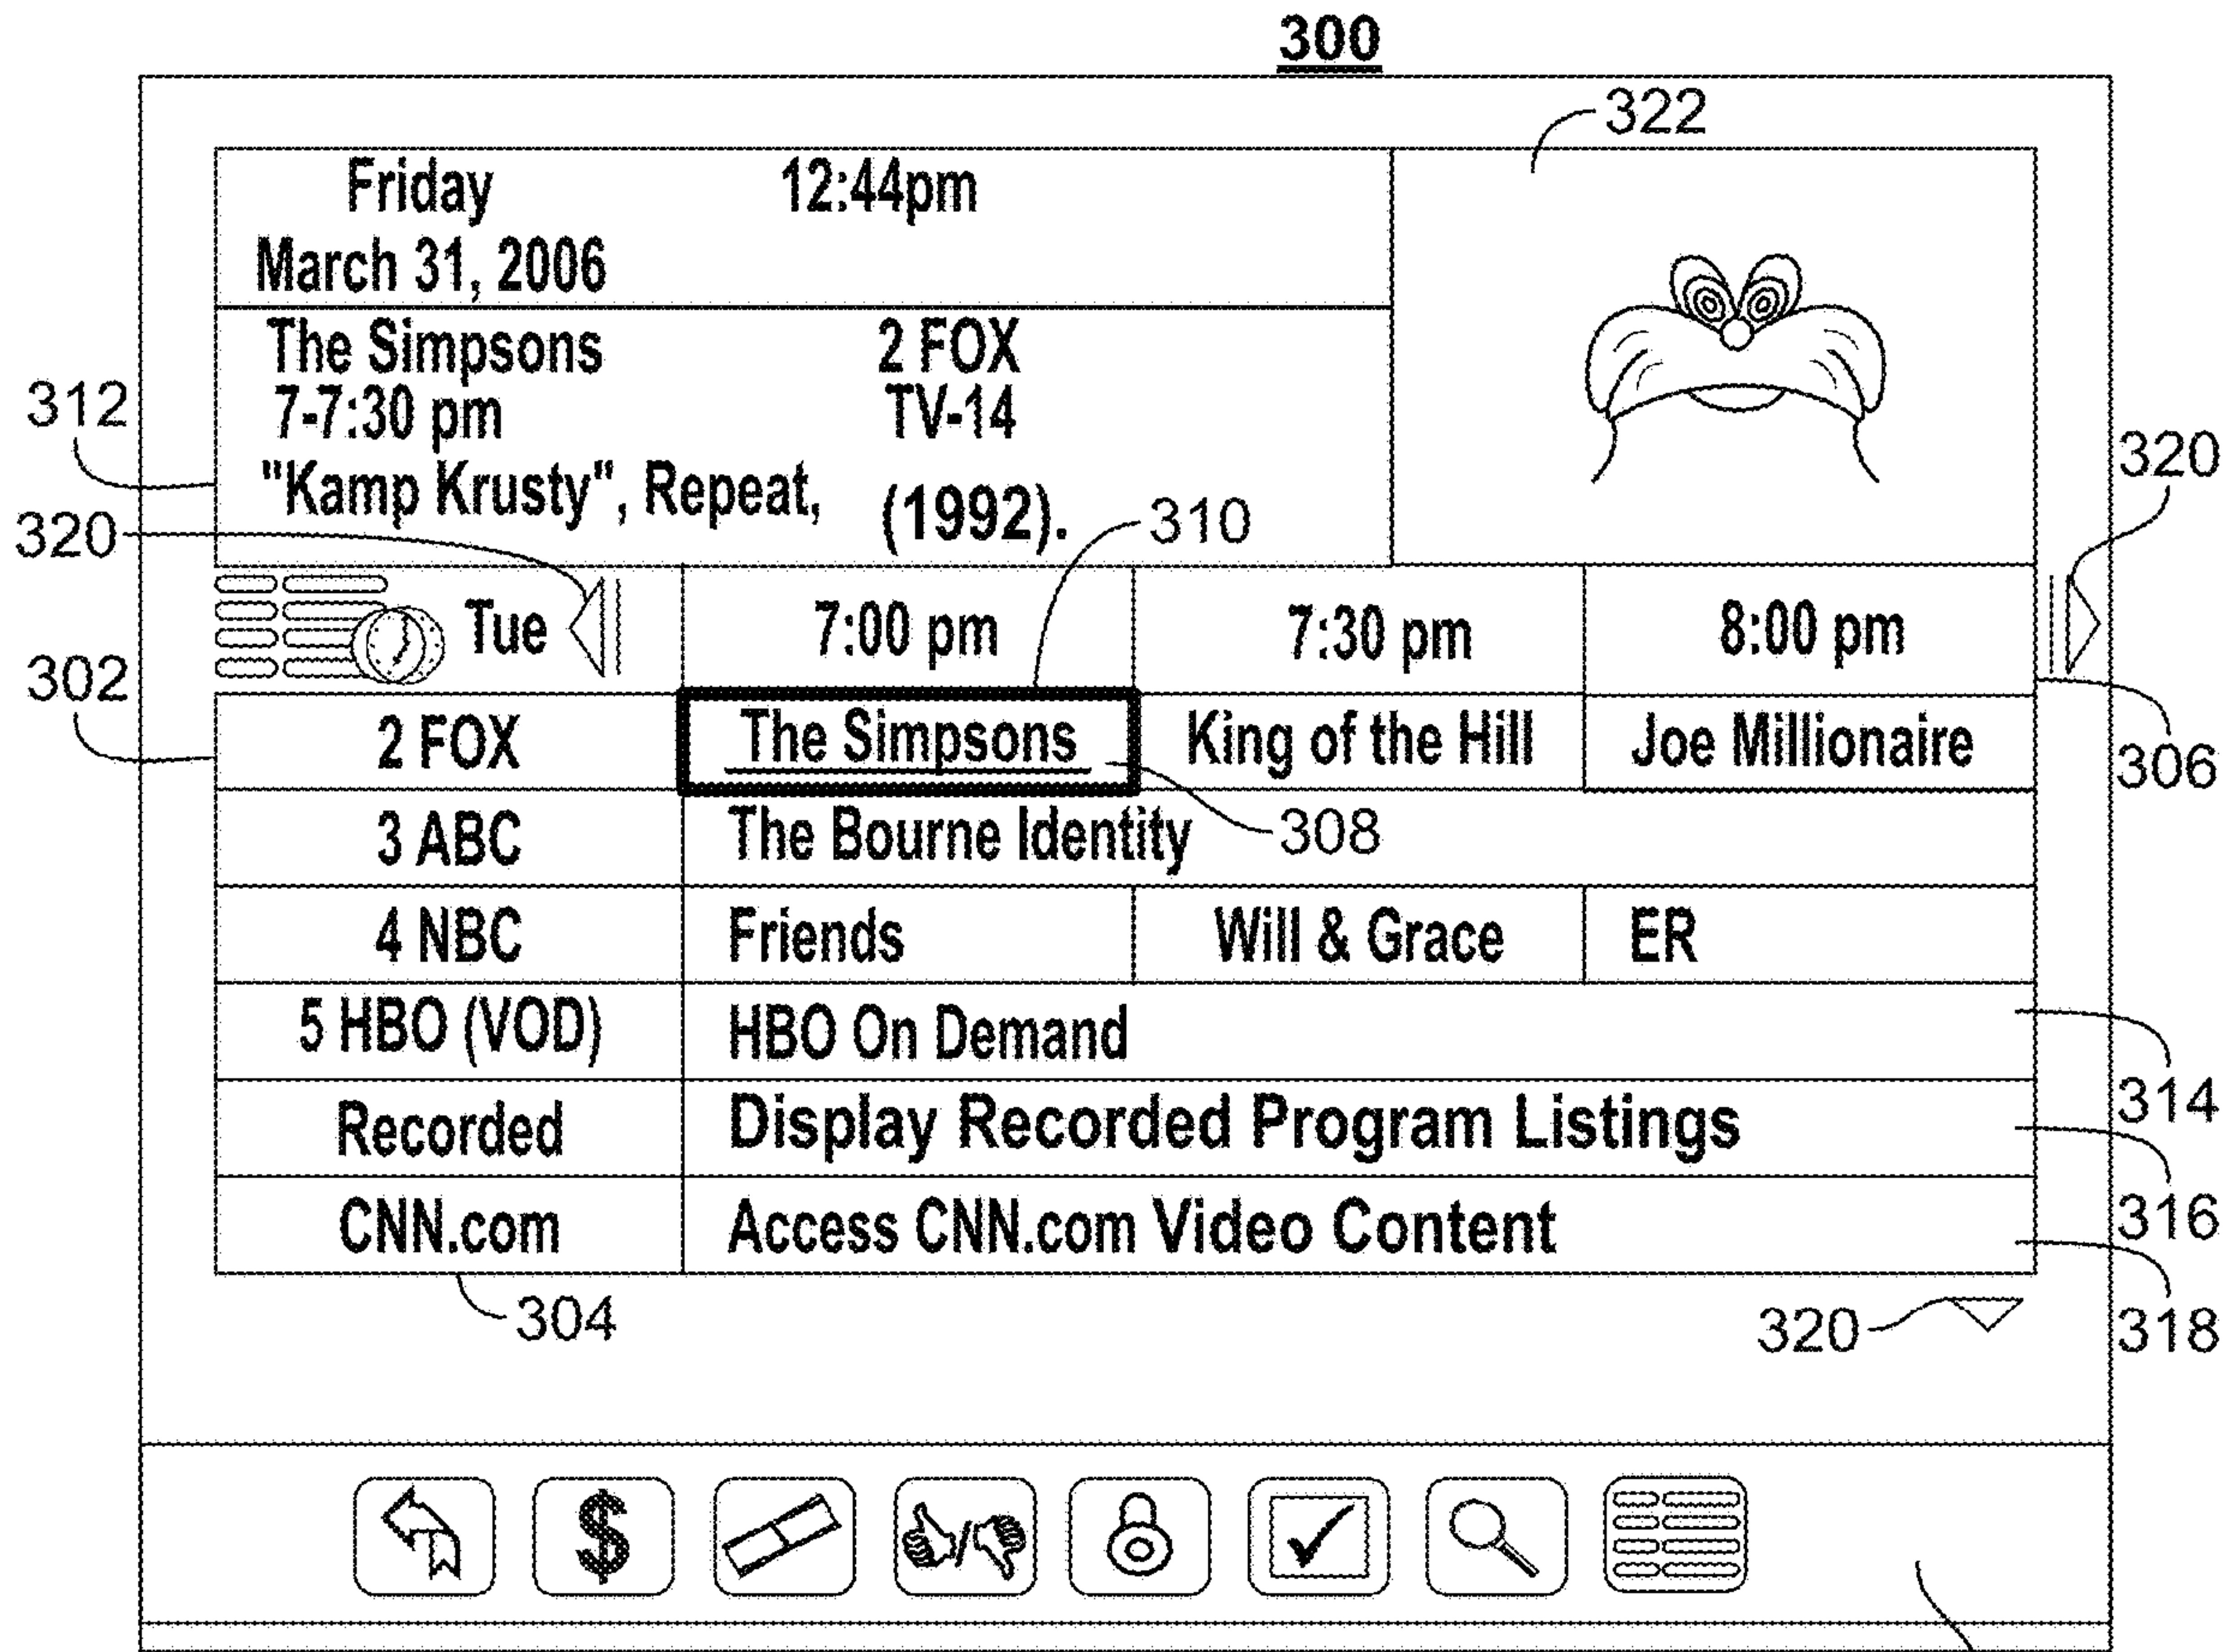 300
322
Friday 12:44pm
March 31, 2006
The Simpsons 2 FOX
312
7-7:30 pm TV-14
320
"Kamp Krusty", Repeat, (1992).
310
320
Tue 7:00 pm 7:30 pm 8:00 pm
302
2 FOX The Simpsons King of the Hill Joe Millionaire
306
3 ABC The Bourne Identity
308
4 NBC Friends Will & Grace ER
5 HBO (VOD) HBO On Demand
314
Recorded Display Recorded Program Listings
316
CNN.com Access CNN.com Video Content
304
320
318
$